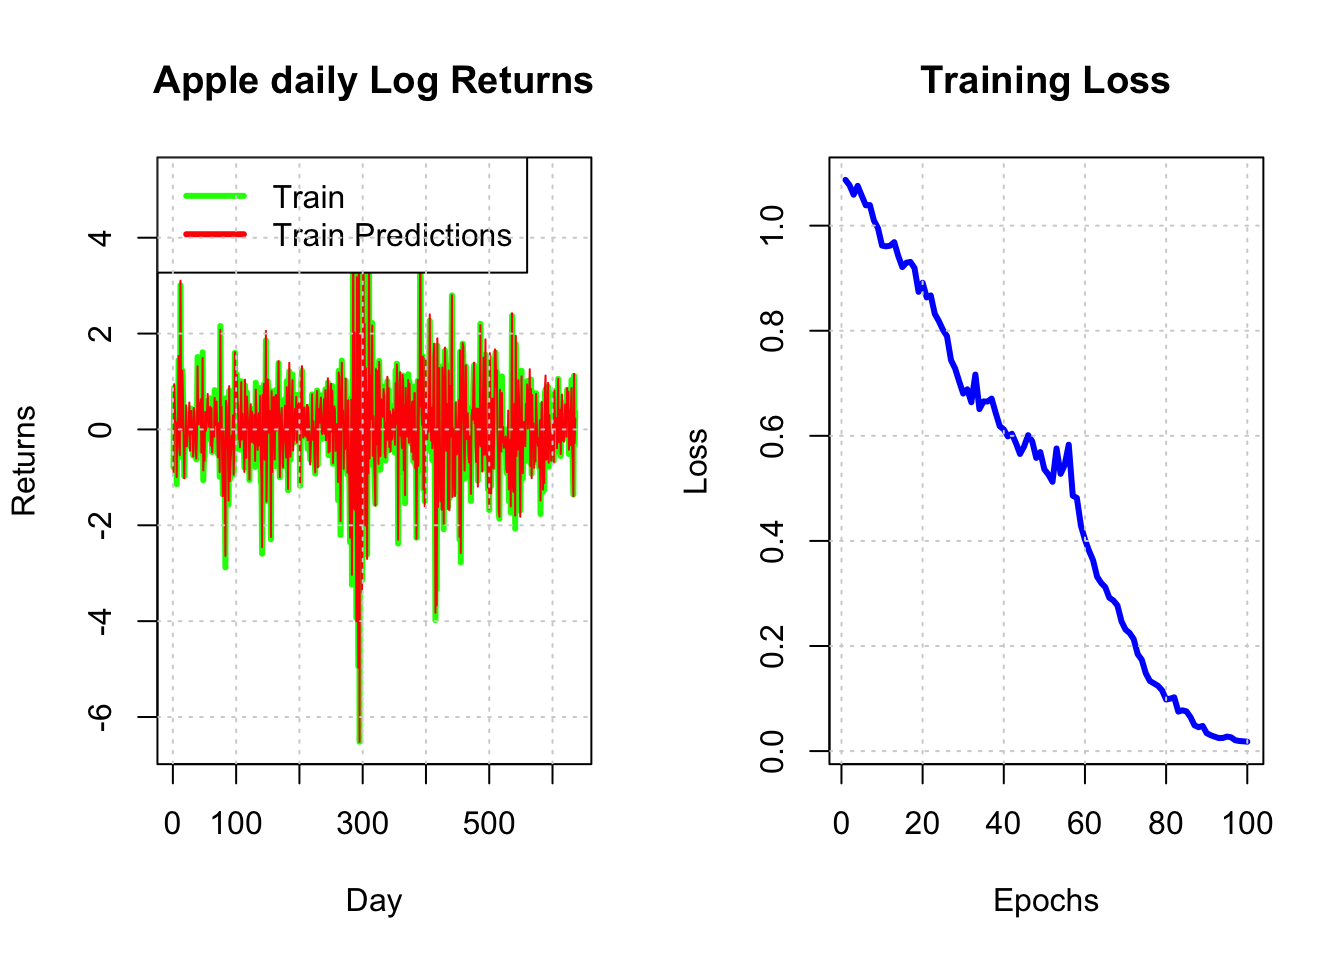 Apple daily Log Returns
Train
Train Predictions
Returns
4
2
0
-2
-4
-6
0 100 300 500
Day
Training Loss
Loss
1.0
0.8
0.6
0.4
0.2
0.0
0 20 40 60 80 100
Epochs